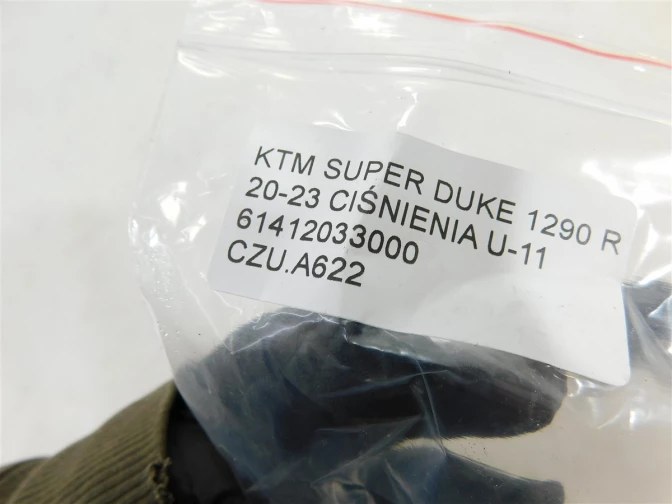 KTM SUPER DUKE 1290 R
20-23 CIŚNIENIA U-11
61412033000
CZU.A622